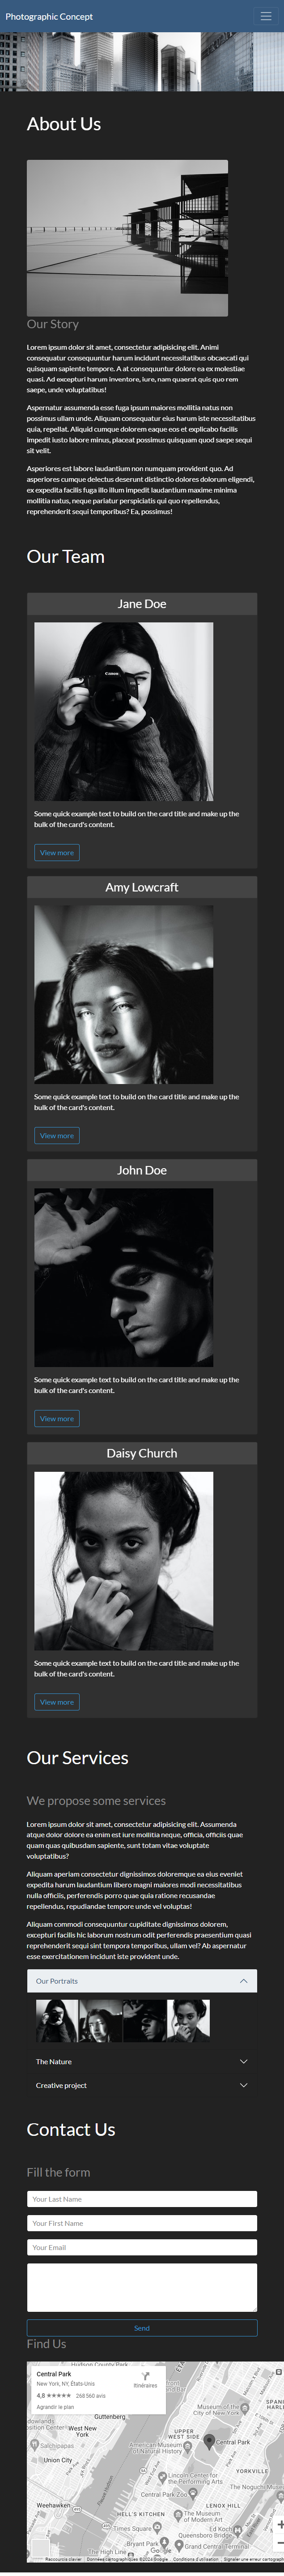 Photographic Concept
About Us
Our Story
Lorem ipsum dolor sit amet, consectetur adipisicing elit. Animi
consequatur consequuntur harum incidunt necessitatibus obcaecati qui
quisquam sapiente tempore. A at consequuntur dolore ea ex molestiae
quasi. Ad excepturi harum inventore, iure, nam quaerat quis quo rem
saepe, unde voluptatibus!
Aspernatur assumenda esse fuga ipsum maiores mollitia natus non
possimus ullam unde. Aliquam consequatur eius harum iste necessitatibus
quia, repellat. Aliquid cumque dolorem eaque eos et explicabo facilis
impedit iusto labore minus, placeat possimus quisquam quod saepe sequi
sit velit.
Asperiores est labore laudantium non numquam provident quo. Ad
asperiores cumque delectus deserunt distinctio dolores dolorum eligendi,
ex expedita facilis fuga illo illum impedit laudantium maxime minima
mollitia natus, neque pariatur perspiciatis qui quo repellendus,
reprehenderit sequi temporibus? Ea, possimus!
Our Team
Jane Doe
Canon
Some quick example text to build on the card title and make up the
bulk of the card's content.
View more
Amy Lowcraft
Some quick example text to build on the card title and make up the
bulk of the card's content.
View more
John Doe
Some quick example text to build on the card title and make up the
bulk of the card's content.
View more
Daisy Church
Some quick example text to build on the card title and make up the
bulk of the card's content.
View more
Our Services
We propose some services
Lorem ipsum dolor sit amet, consectetur adipisicing elit. Assumenda
atque dolor dolore ea enim est iure mollitia neque, officia, officiis quae
quam quas quibusdam sapiente, sunt totam vitae voluptate
voluptatibus?
Aliquam aperiam consectetur dignissimos doloremque ea eius eveniet
expedita harum laudantium libero magni maiores modi necessitatibus
nulla officiis, perferendis porro quae quia ratione recusandae
repellendus, repudiandae tempore unde vel voluptas!
Aliquam commodi consequuntur cupiditate dignissimos dolorem,
excepturi facilis hic laborum nostrum odit perferendis praesentium quasi
reprehenderit sequi sint tempora temporibus, ullam vel? Ab aspernatur
esse exercitationem incidunt iste provident unde.
Our Portraits
The Nature
Creative project
Contact Us
Fill the form
Your Last Name
Your First Name
Your Email
Send
Find Us
Hudson County
Central Park
New York, NY, États-Unis
Itinéraires
4,8 ★★★★★ 268 560 avis
Agrandir le plan
Guttenberg
West New
York
Union City
Museum of the
City of New York
SPAN
HARL
UPPER
WEST SIDE
Central Park
American Museum
of Natural History
YORKVILLE
Lincoln Center for
the Performing Arts
The Noguchi Museum
Central Park Zoo
LENOX HILL
Weehawken
HELL'S KITCHEN
The Museum
of Modern Art
Times Square
Ed Koch
Queensboro Bridge
Bryant Park
The High Line
Grand Central Terminal
Google
Raccourcis clavier
Données cartographiques ©2024 Google
Conditions d'utilisation
Signaler une erreur cartographique